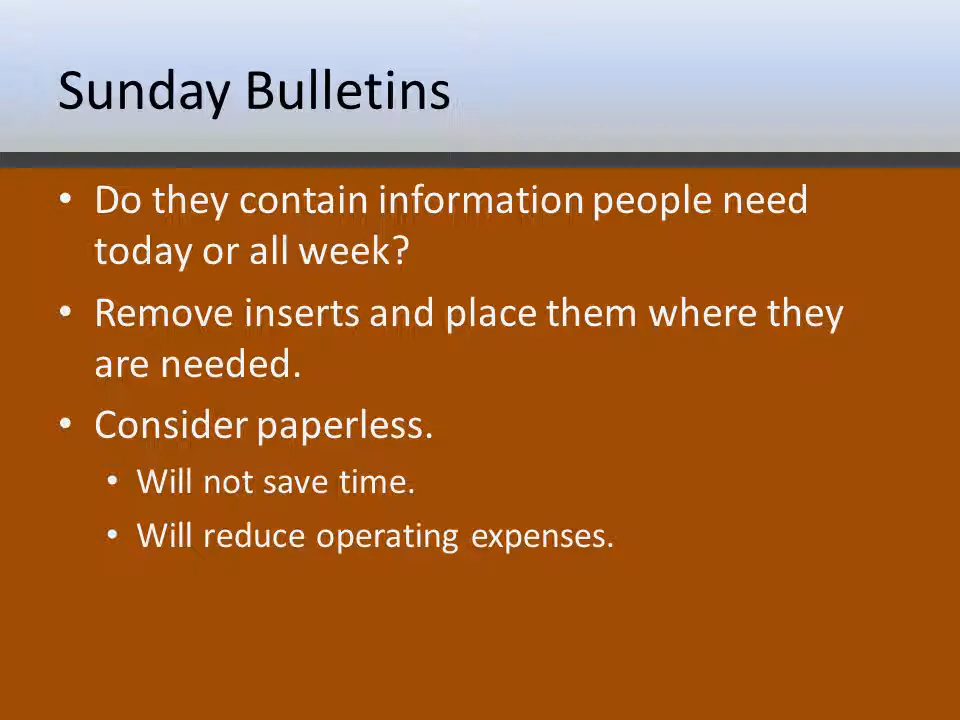 Sunday Bulletins
• Do they contain information people need
today or all week?
• Remove inserts and place them where they
are needed.
• Consider paperless.
• Will not save time.
• Will reduce operating expenses.